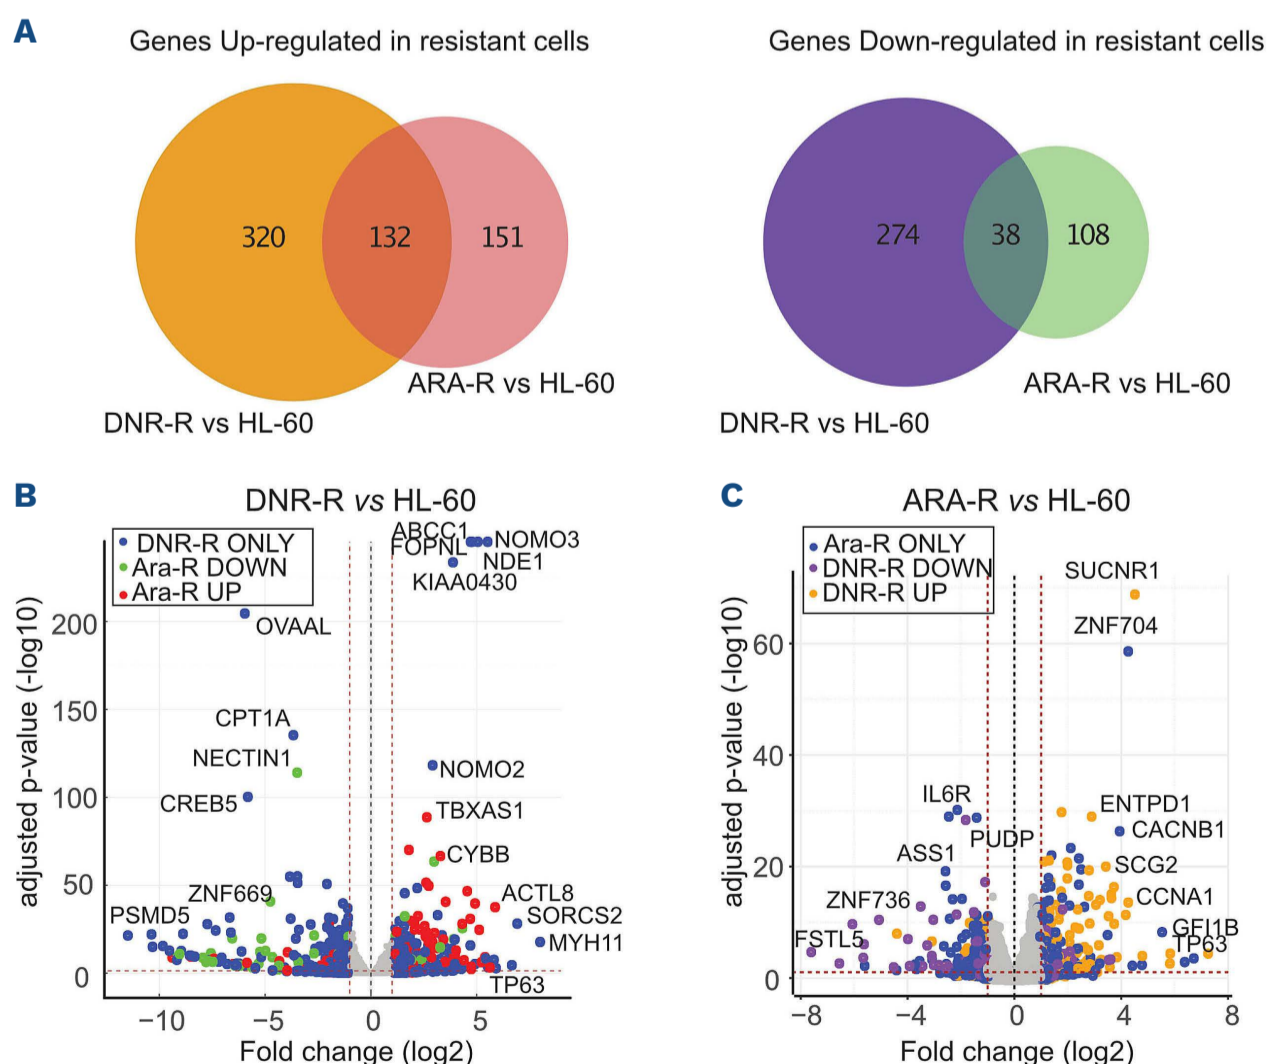 A
Genes Up-regulated in resistant cells
Genes Down-regulated in resistant cells
320
132
151
274
38
108
ARA-R vs HL-60
DNR-R vs HL-60
ARA-R vs HL-60
DNR-R vs HL-60
B
DNR-R vs HL-60
DNR-R ONLY
Ara-R DOWN
Ara-R UP
ABCC1
NOMO3
FOPNL
NDE1
KIAA0430
OVAAL
CPT1A
NECTIN1
NOMO2
CREB5
TBXAS1
CYBB
ZNF669
ACTL8
PSMD5
SORCS2
MYH11
TP63
200
150
100
50
0
adjusted p-value (-log10)
−10
−5
0
5
Fold change (log2)
C
ARA-R vs HL-60
Ara-R ONLY
DNR-R DOWN
DNR-R UP
SUCNR1
ZNF704
IL6R
ENTPD1
PUDP
CACNB1
ASS1
SCG2
ZNF736
CCNA1
GFI1B
FSTL5
TP63
60
40
20
0
adjusted p-value (-log10)
−8
−4
0
4
8
Fold change (log2)